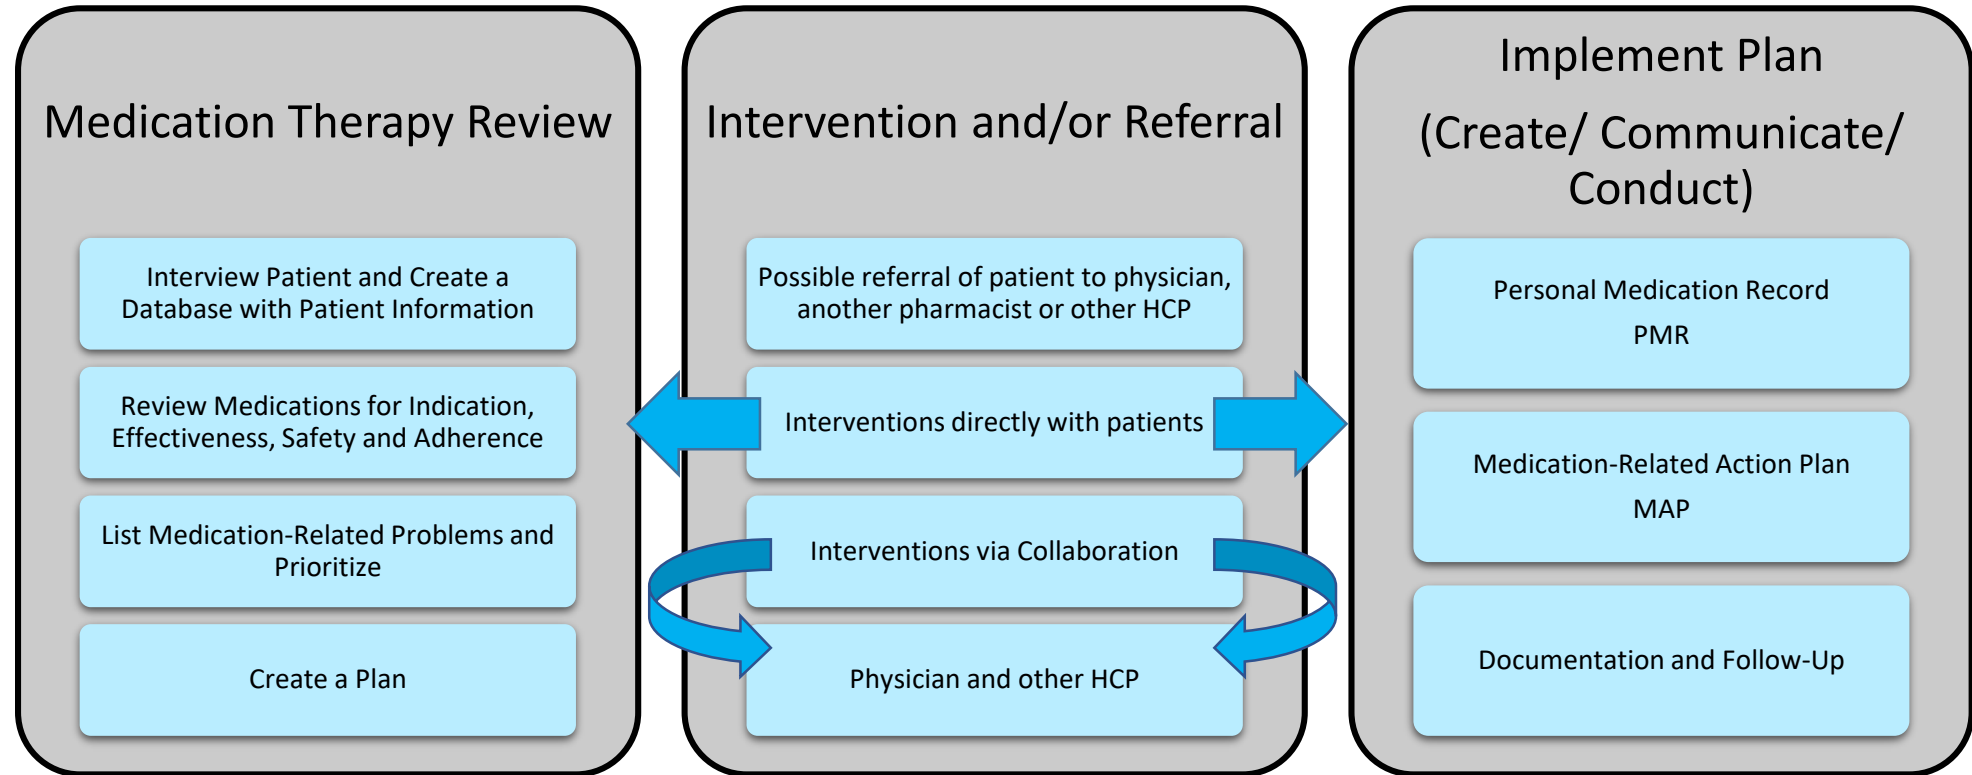 Medication Therapy Review
Interview Patient and Create a
Database with Patient Information
Review Medications for Indication,
Effectiveness, Safety and Adherence
List Medication-Related Problems and
Prioritize
Create a Plan
Intervention and/or Referral
Possible referral of patient to physician,
another pharmacist or other HCP
Interventions directly with patients
Interventions via Collaboration
Physician and other HCP
Implement Plan
(Create/ Communicate/
Conduct)
Personal Medication Record
PMR
Medication-Related Action Plan
MAP
Documentation and Follow-Up